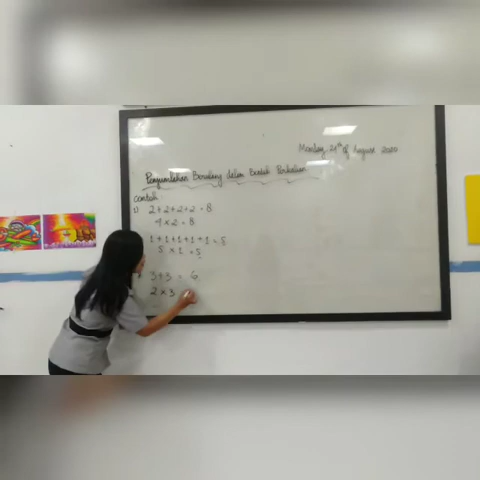 Monday, 24th of August 2020
Penjumlahan Berulang dalam Bentuk Perkalian
Contoh
1) 2+2+2+2 = 8
4 x 2 = 8
1+1+1+1+1 = 5
5 x 1 = 5
3+3 = 6
2 x 3